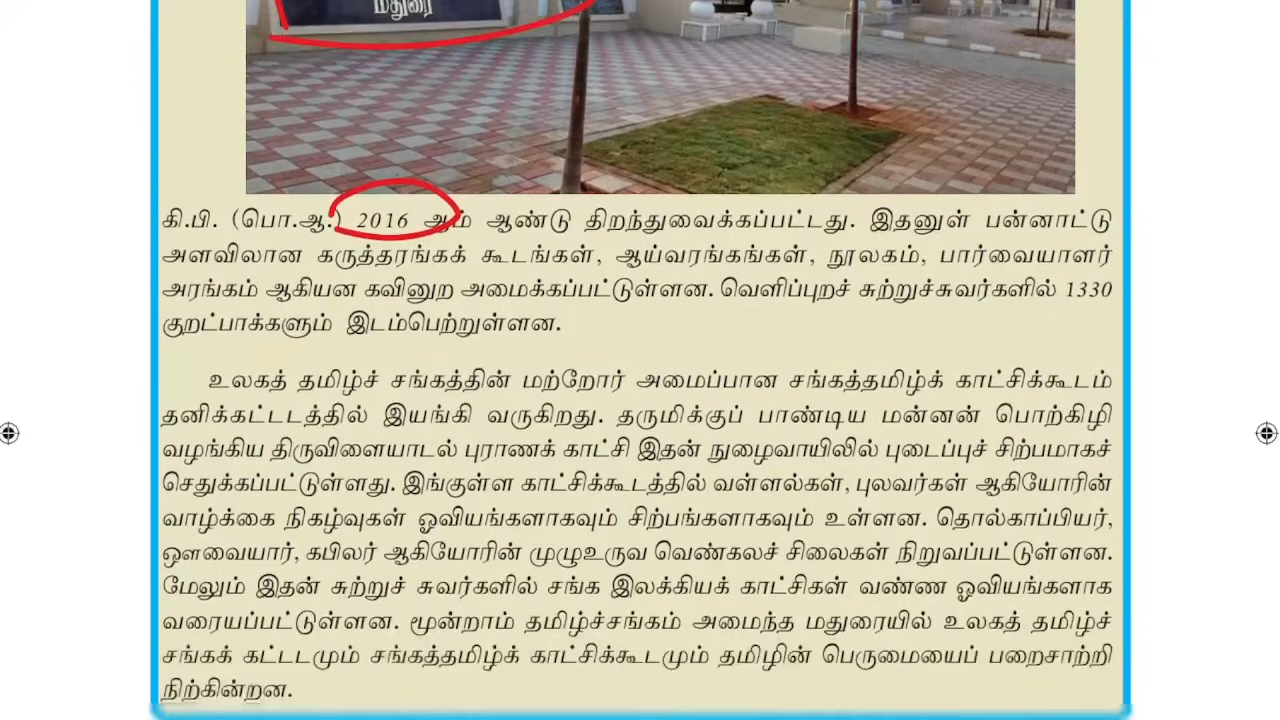 மதுரை
கி.பி. (பொ.ஆ.) 2016 ஆம் ஆண்டு திறந்துவைக்கப்பட்டது. இதனுள் பன்னாட்டு
அளவிலான கருத்தரங்கக் கூடங்கள், ஆய்வரங்கங்கள், நூலகம், பார்வையாளர்
அரங்கம் ஆகியன கவினுற அமைக்கப்பட்டுள்ளன. வெளிப்புறச் சுற்றுச்சுவர்களில் 1330
குறட்பாக்களும் இடம்பெற்றுள்ளன.
உலகத் தமிழ்ச் சங்கத்தின் மற்றோர் அமைப்பான சங்கத்தமிழ்க் காட்சிக்கூடம்
தனிக்கட்டடத்தில் இயங்கி வருகிறது. தருமிக்குப் பாண்டிய மன்னன் பொற்கிழி
வழங்கிய திருவிளையாடல் புராணக் காட்சி இதன் நுழைவாயிலில் புடைப்புச் சிற்பமாகச்
செதுக்கப்பட்டுள்ளது. இங்குள்ள காட்சிக்கூடத்தில் வள்ளல்கள், புலவர்கள் ஆகியோரின்
வாழ்க்கை நிகழ்வுகள் ஓவியங்களாகவும் சிற்பங்களாகவும் உள்ளன. தொல்காப்பியர்,
ஔவையார், கபிலர் ஆகியோரின் முழுஉருவ வெண்கலச் சிலைகள் நிறுவப்பட்டுள்ளன.
மேலும் இதன் சுற்றுச் சுவர்களில் சங்க இலக்கியக் காட்சிகள் வண்ண ஓவியங்களாக
வரையப்பட்டுள்ளன. மூன்றாம் தமிழ்ச்சங்கம் அமைந்த மதுரையில் உலகத் தமிழ்ச்
சங்கக் கட்டடமும் சங்கத்தமிழ்க் காட்சிக்கூடமும் தமிழின் பெருமையைப் பறைசாற்றி
நிற்கின்றன.